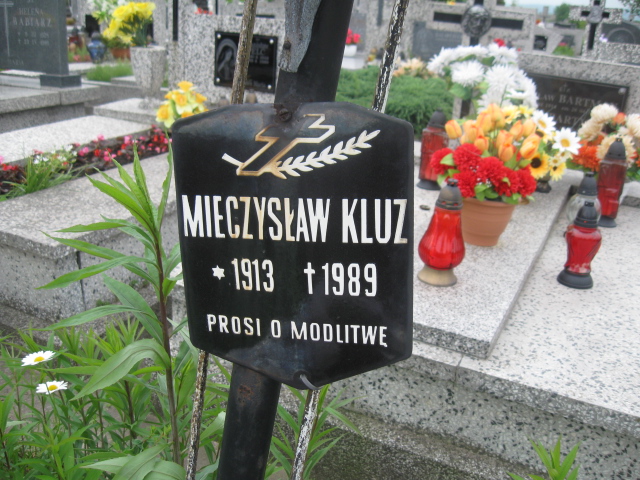 MIECZYSŁAW KLUZ
* 1913 † 1989
PROSI O MODLITWĘ